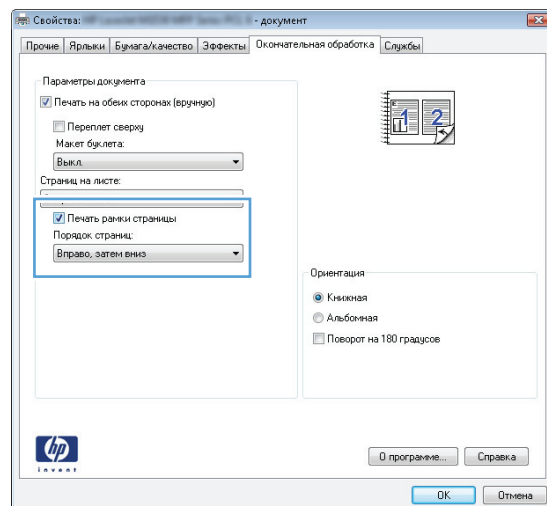 Свойства: - документ
Прочие Ярлыки Бумага/качество Эффекты Окончательная обработка Службы
Параметры документа
Печать на обеих сторонах (вручную)
Переплет сверху
Макет буклета:
Выкл.
Страниц на листе:
Печать рамки страницы
Порядок страниц:
Вправо, затем вниз
1 2
Ориентация
Книжная
Альбомная
Поворот на 180 градусов
hp
invent
О программе... Справка
OK Отмена